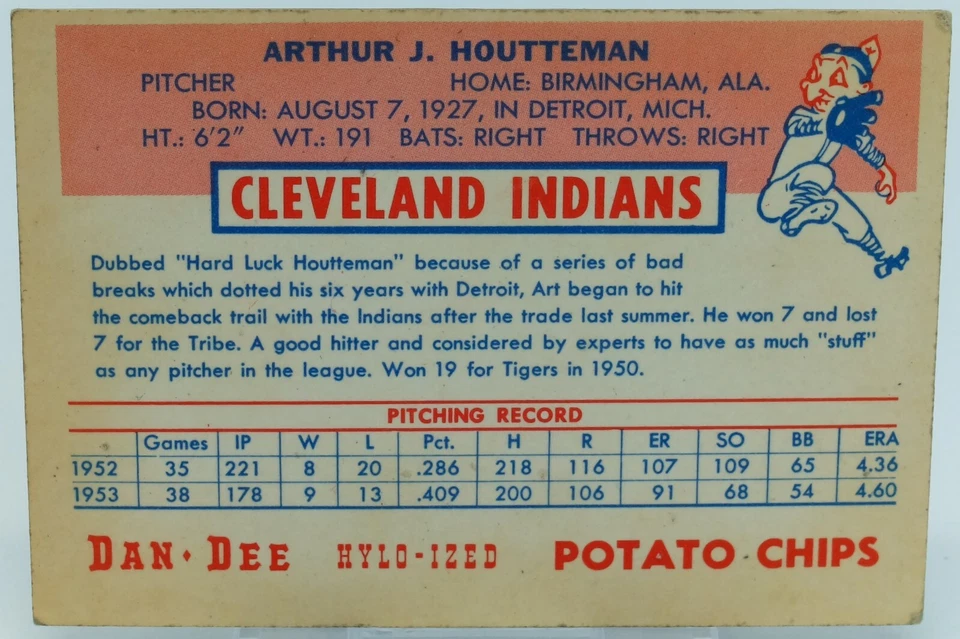 ARTHUR J. HOUTTEMAN
PITCHER HOME: BIRMINGHAM, ALA.
BORN: AUGUST 7, 1927, IN DETROIT, MICH.
HT.: 6'2" WT.: 191 BATS: RIGHT THROWS: RIGHT
CLEVELAND INDIANS
Dubbed "Hard Luck Houtteman" because of a series of bad
breaks which dotted his six years with Detroit, Art began to hit
the comeback trail with the Indians after the trade last summer. He won 7 and lost
7 for the Tribe. A good hitter and considered by experts to have as much "stuff"
as any pitcher in the league. Won 19 for Tigers in 1950.
PITCHING RECORD
Games IP W L Pct. H R ER SO BB ERA
1952 35 221 8 20 .286 218 116 107 109 65 4.36
1953 38 178 9 13 .409 200 106 91 68 54 4.60
DAN·DEE HYLO-IZED POTATO CHIPS